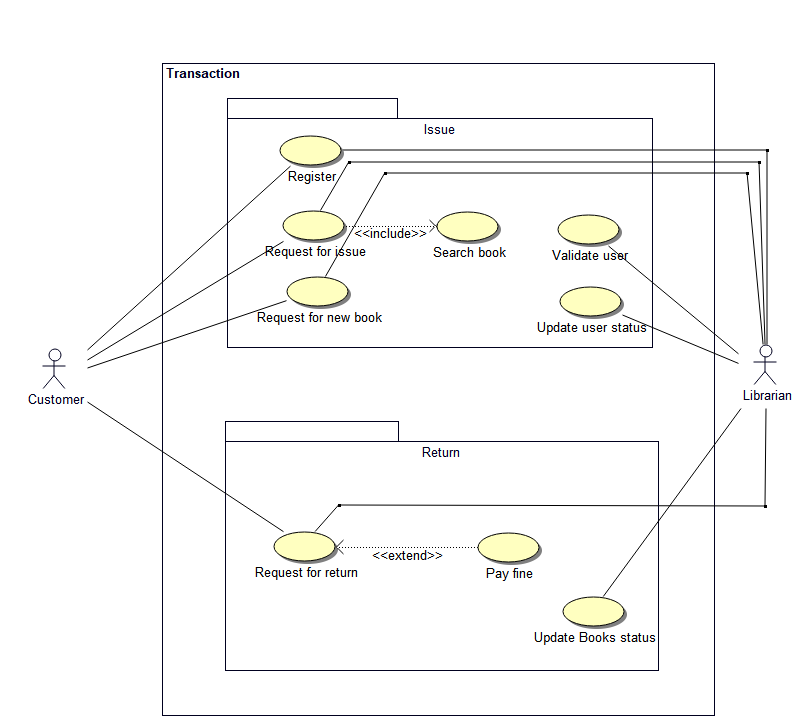 Transaction
Issue
Register
Request for issue
<<include>>
Search book
Validate user
Request for new book
Update user status
Customer
Librarian
Return
Request for return
<<extend>>
Pay fine
Update Books status